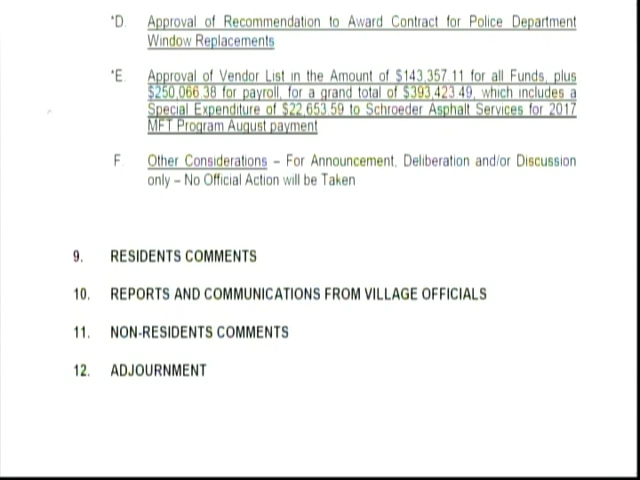 *D. Approval of Recommendation to Award Contract for Police Department
Window Replacements
*E. Approval of Vendor List in the Amount of $143,357.11 for all Funds, plus
$250,066.38 for payroll, for a grand total of $393,423.49, which includes a
Special Expenditure of $22,653.59 to Schroeder Asphalt Services for 2017
MFT Program August payment
F. Other Considerations – For Announcement, Deliberation and/or Discussion
only – No Official Action will be Taken
9. RESIDENTS COMMENTS
10. REPORTS AND COMMUNICATIONS FROM VILLAGE OFFICIALS
11. NON-RESIDENTS COMMENTS
12. ADJOURNMENT